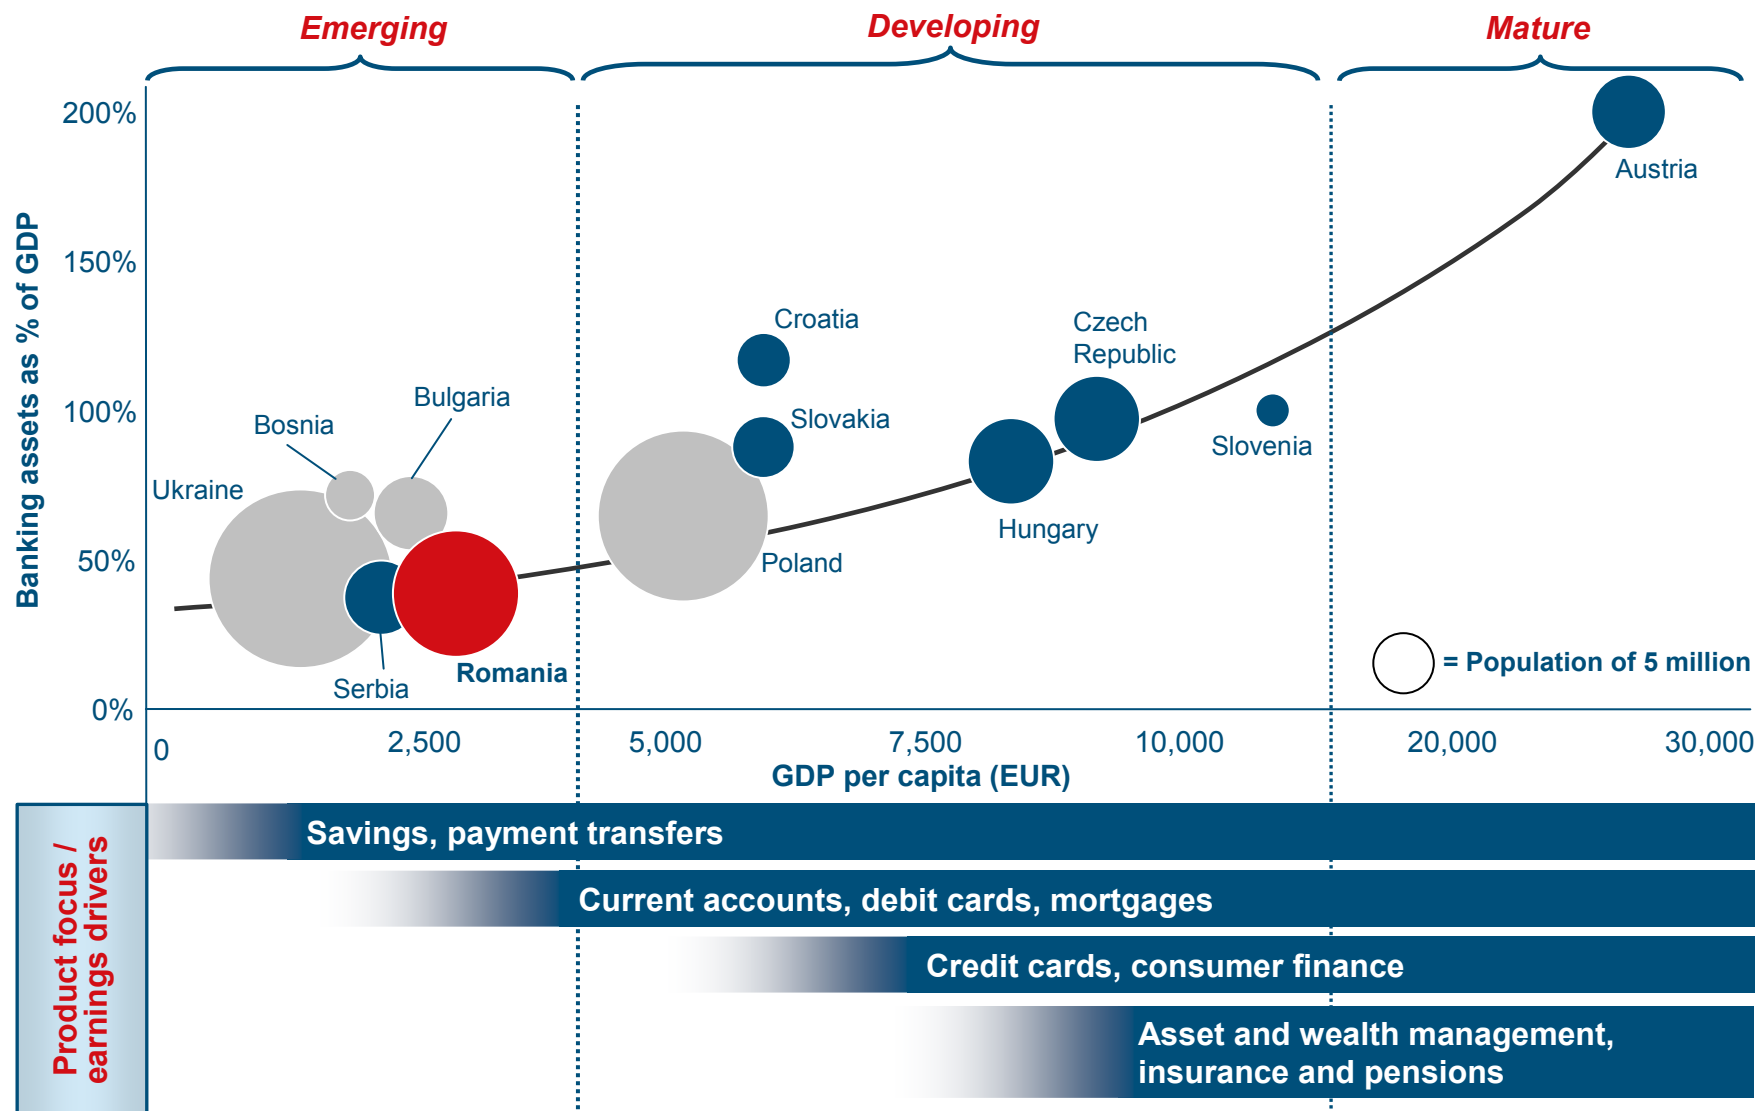 Emerging
Developing
Mature
Banking assets as % of GDP
200%
150%
100%
50%
0%
Austria
Croatia
Czech
Republic
Bulgaria
Bosnia
Slovakia
Slovenia
Ukraine
Hungary
Poland
Romania
Serbia
= Population of 5 million
0
2,500
5,000
7,500
10,000
20,000
30,000
GDP per capita (EUR)
Product focus /
earnings drivers
Savings, payment transfers
Current accounts, debit cards, mortgages
Credit cards, consumer finance
Asset and wealth management,
insurance and pensions